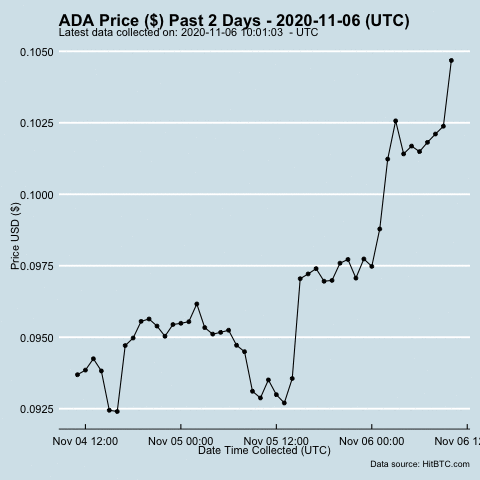 ADA Price ($) Past 2 Days - 2020-11-06 (UTC)
Latest data collected on: 2020-11-06 10:01:03 - UTC
0.1050
0.1025
0.1000
0.0975
0.0950
0.0925
Price USD ($)
Nov 04 12:00 Nov 05 00:00 Nov 05 12:00 Nov 06 00:00 Nov 06 12
Date Time Collected (UTC)
Data source: HitBTC.com